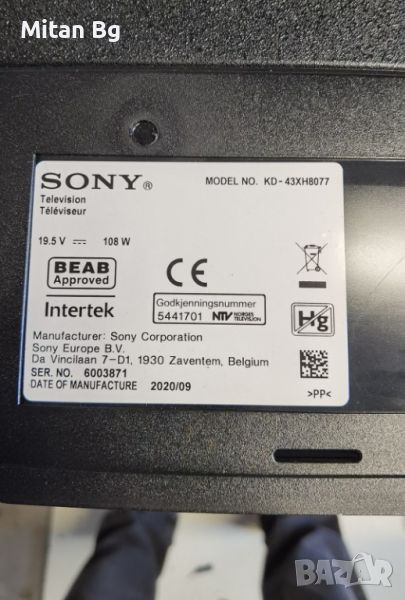 Mitan Bg
SONY®
MODEL NO. KD-43XH8077
Television
Téléviseur
19.5 V ⎓ 108 W
BEAB
Approved
CE
Intertek
Godkjenningsnummer
5441701 NTV NORGES TELEVISION
Hg
Manufacturer: Sony Corporation
Sony Europe B.V.
Da Vincilaan 7-D1, 1930 Zaventem, Belgium
SER. NO. 6003871
DATE OF MANUFACTURE 2020/09
>PP<
BAZAR